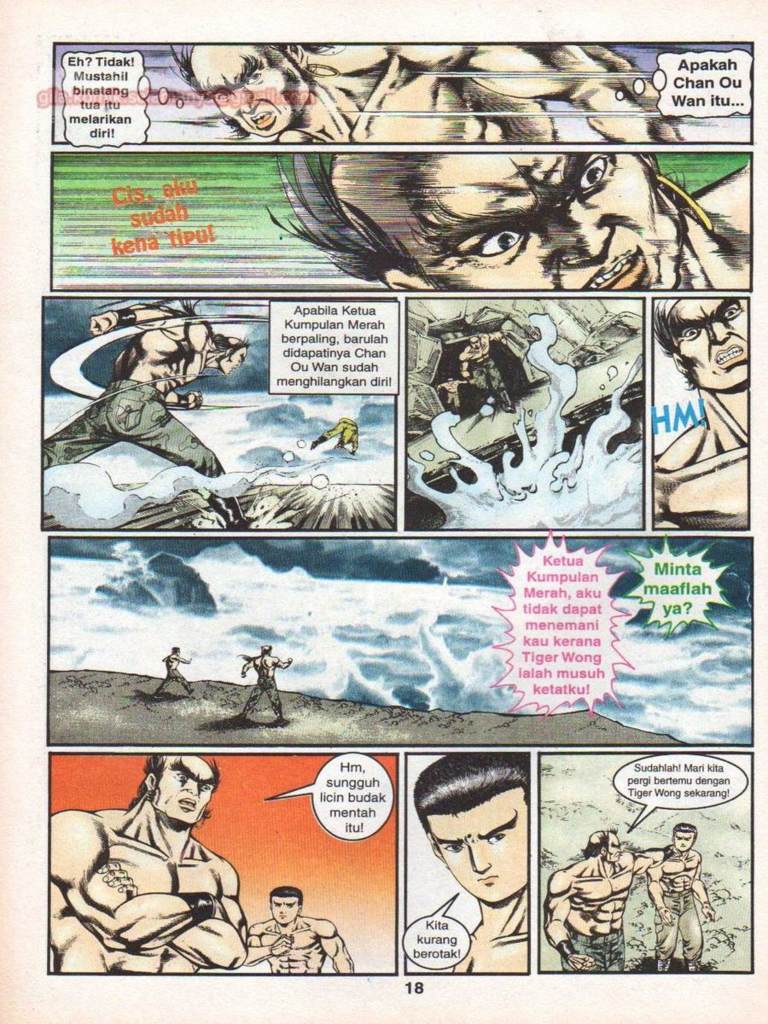 Eh? Tidak!
Mustahil
binatang
tua itu
melarikan
diri!
Apakah
Chan Ou
Wan itu...
Cis, aku
sudah
kena tipu!
Apabila Ketua
Kumpulan Merah
berpaling, barulah
didapatinya Chan
Ou Wan sudah
menghilangkan diri!
HM!
Ketua
Kumpulan
Merah, aku
tidak dapat
menemani
kau kerana
Tiger Wong
ialah musuh
ketatku!
Minta
maaflah
ya?
Hm,
sungguh
licin budak
mentah
itu!
Kita
kurang
berotak!
Sudahlah! Mari kita
pergi bertemu dengan
Tiger Wong sekarang!
18